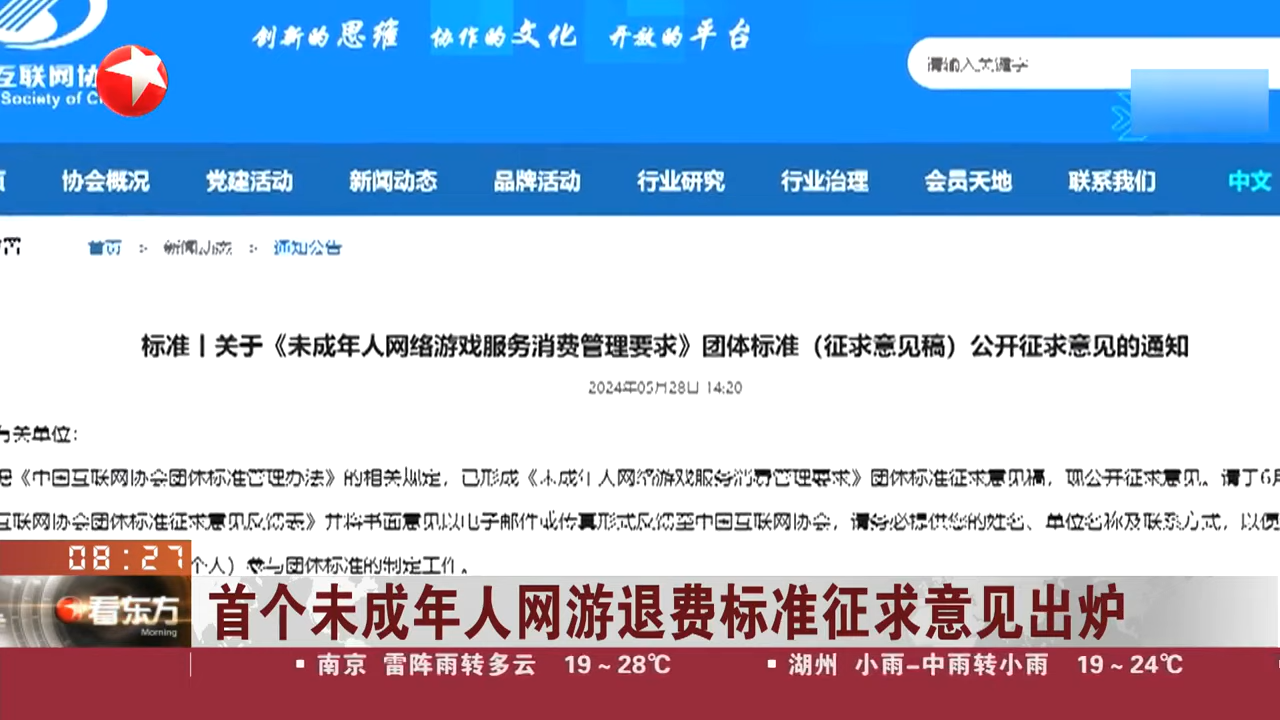 创新的思维 协作的文化 开放的平台
互联网协
Society of C
请输入关键字
协会概况 党建活动 新闻动态 品牌活动 行业研究 行业治理 会员天地 联系我们 中文
首页 > 新闻动态 > 通知公告
标准丨关于《未成年人网络游戏服务消费管理要求》团体标准（征求意见稿）公开征求意见的通知
2024年05月28日 14:20
有关单位：
《中国互联网协会团体标准管理办法》的相关规定，已形成《未成年人网络游戏服务消费管理要求》团体标准征求意见稿，现公开征求意见。请于6月
互联网协会团体标准征求意见反馈表》并将书面意见以电子邮件或传真形式反馈至中国互联网协会，请务必提供您的姓名、单位名称及联系方式，以便
个人）参与团体标准的制定工作。
08:27
看东方
Morning
首个未成年人网游退费标准征求意见出炉
南京 雷阵雨转多云 19~28℃ 湖州 小雨-中雨转小雨 19~24℃